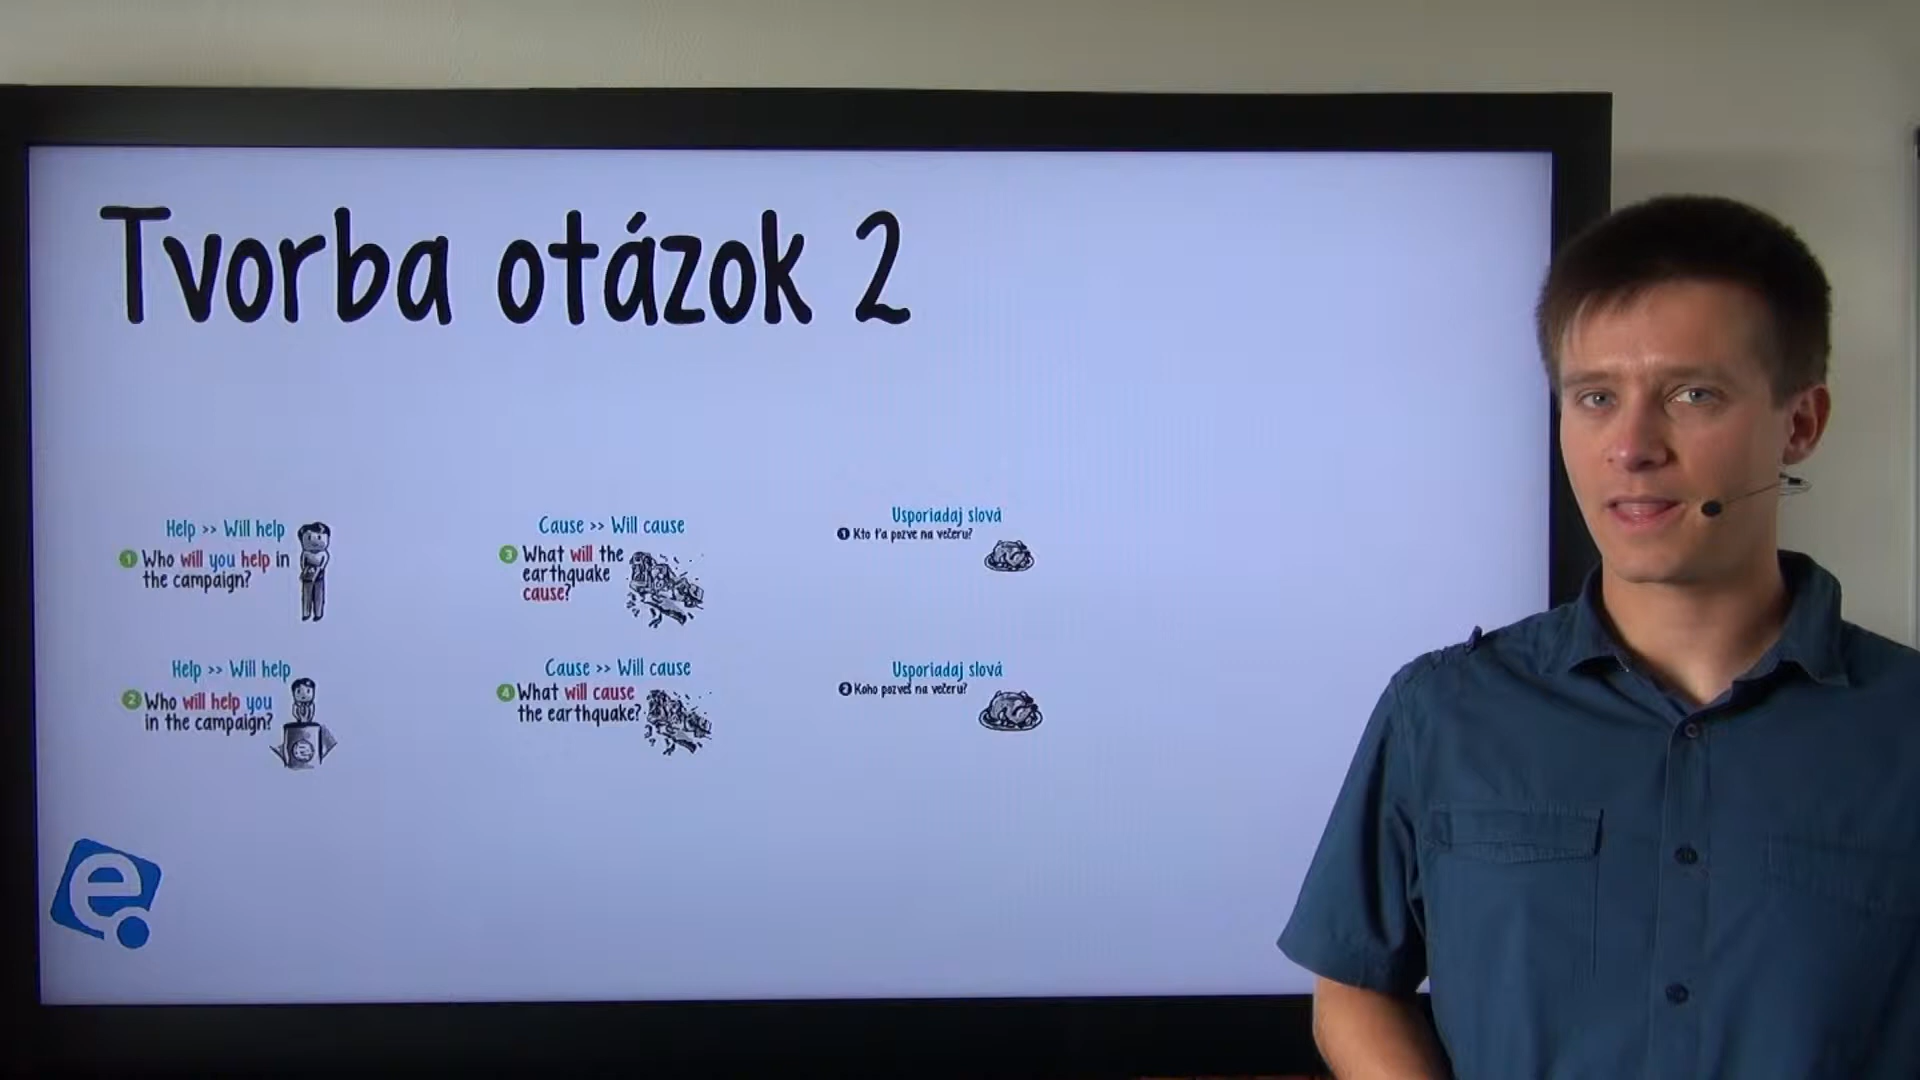 Tvorba otázok 2
Help >> Will help
1 Who will you help in
the campaign?
Help >> Will help
2 Who will help you
in the campaign?
Cause >> Will cause
3 What will the
earthquake
cause?
Cause >> Will cause
4 What will cause
the earthquake?
Usporiadaj slová
1 Kto ťa pozve na večeru?
Usporiadaj slová
2 Koho pozveš na večeru?
e